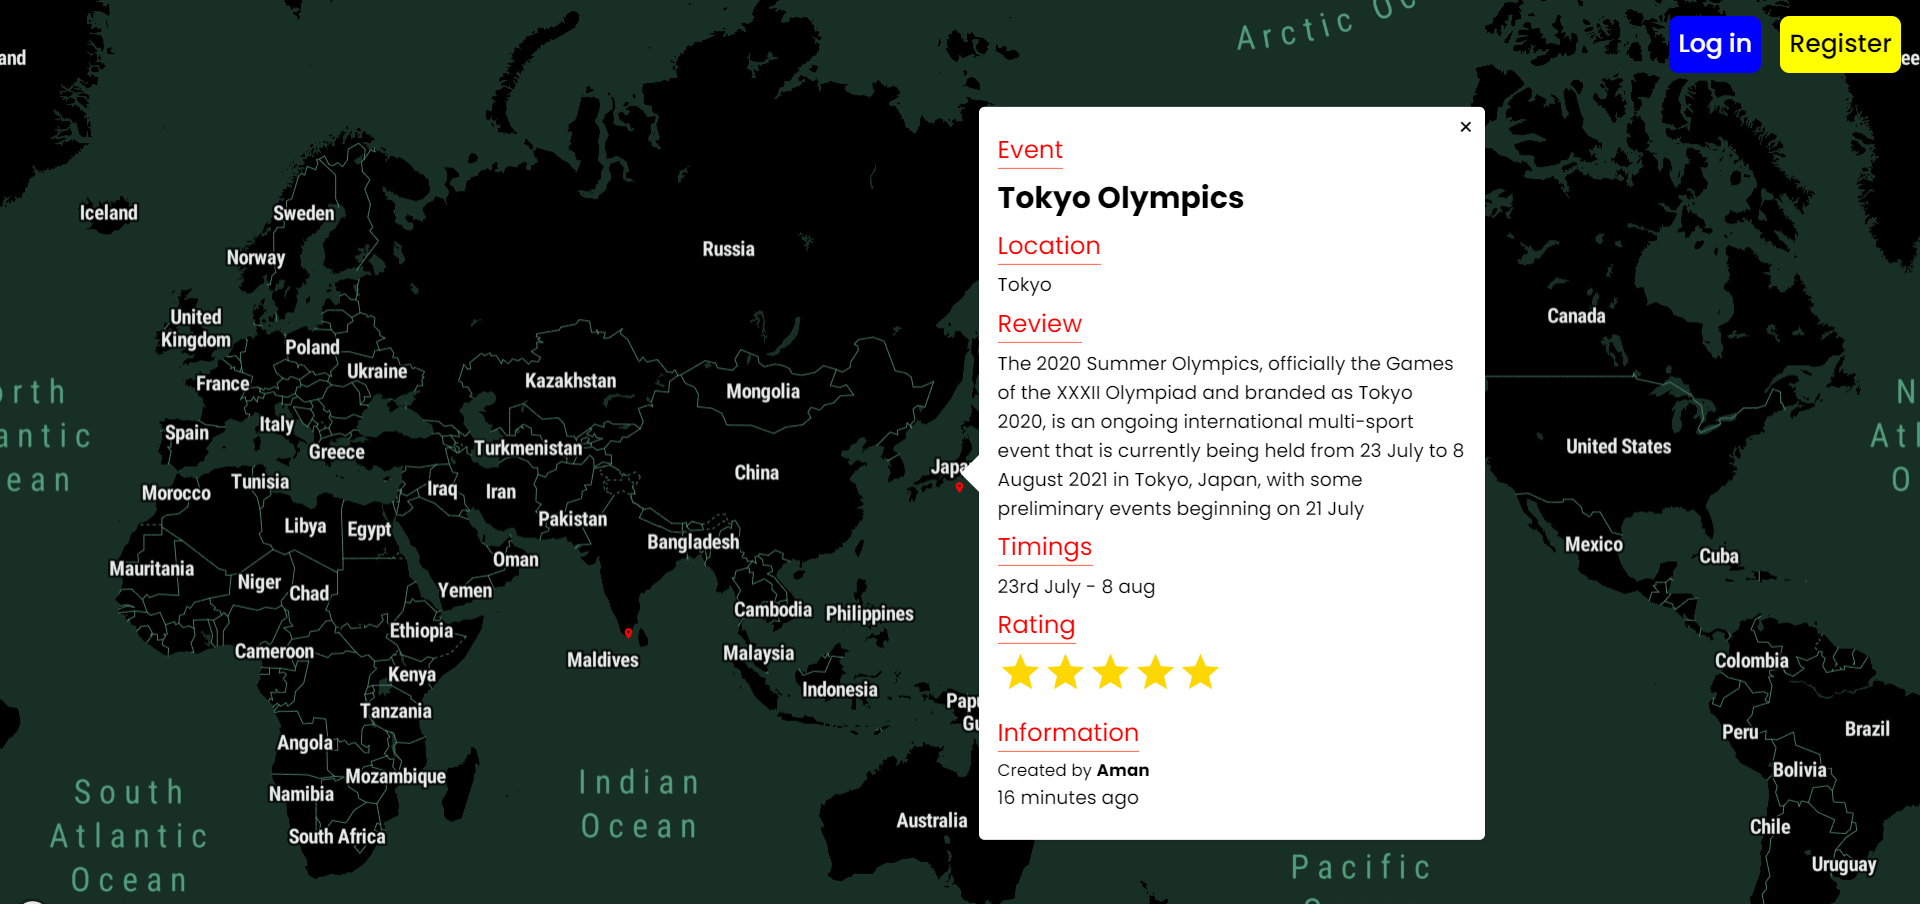 Arctic Oc
Log in
Register
and
ee
×
Event
Tokyo Olympics
Location
Tokyo
Review
The 2020 Summer Olympics, officially the Games
of the XXXII Olympiad and branded as Tokyo
2020, is an ongoing international multi-sport
event that is currently being held from 23 July to 8
August 2021 in Tokyo, Japan, with some
preliminary events beginning on 21 July
Timings
23rd July - 8 aug
Rating
Information
Created by Aman
16 minutes ago
Iceland
Sweden
Norway
Russia
United
Kingdom
Poland
Ukraine
France
Kazakhstan
Mongolia
orth
antic
ean
Italy
Spain
Greece
Turkmenistan
China
Japa
Tunisia
Morocco
Iraq
Iran
Libya
Egypt
Pakistan
Bangladesh
Oman
Mauritania
Niger
Chad
Yemen
Cambodia
Philippines
Ethiopia
Cameroon
Maldives
Malaysia
Kenya
Indonesia
Papu
Gu
Tanzania
Angola
Mozambique
Namibia
South Africa
South
Atlantic
Ocean
Indian
Ocean
Australia
Pacific
Canada
United States
N
Atl
O
Mexico
Cuba
Colombia
Peru
Brazil
Bolivia
Chile
Uruguay